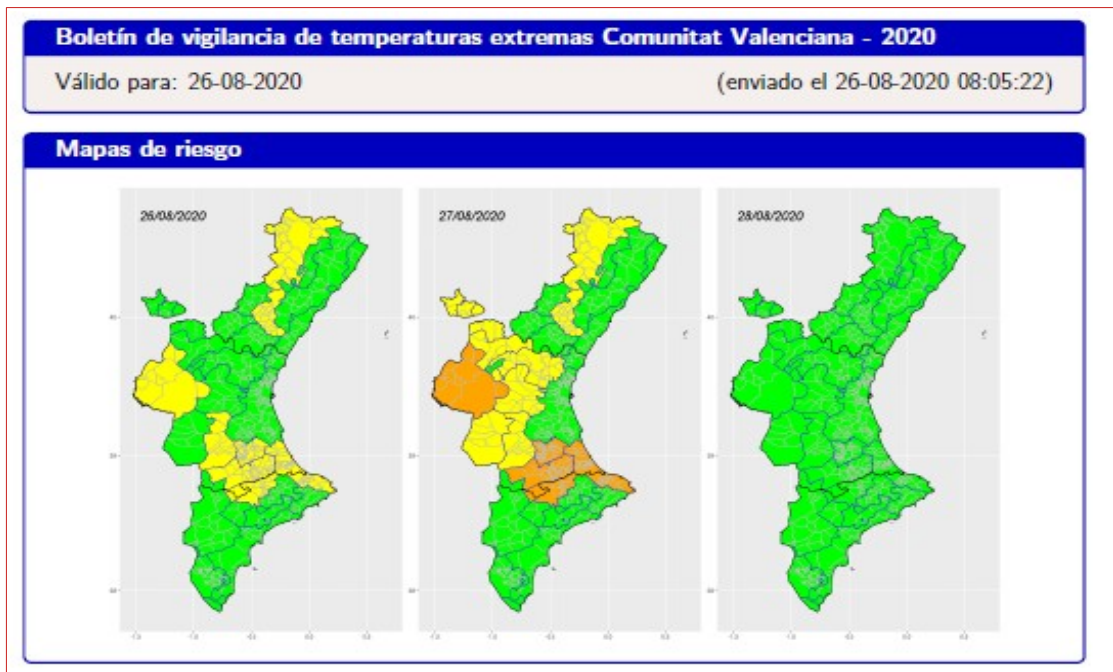 Boletín de vigilancia de temperaturas extremas Comunitat Valenciana - 2020
Válido para: 26-08-2020 (enviado el 26-08-2020 08:05:22)
Mapas de riesgo
26/08/2020 27/08/2020 28/08/2020